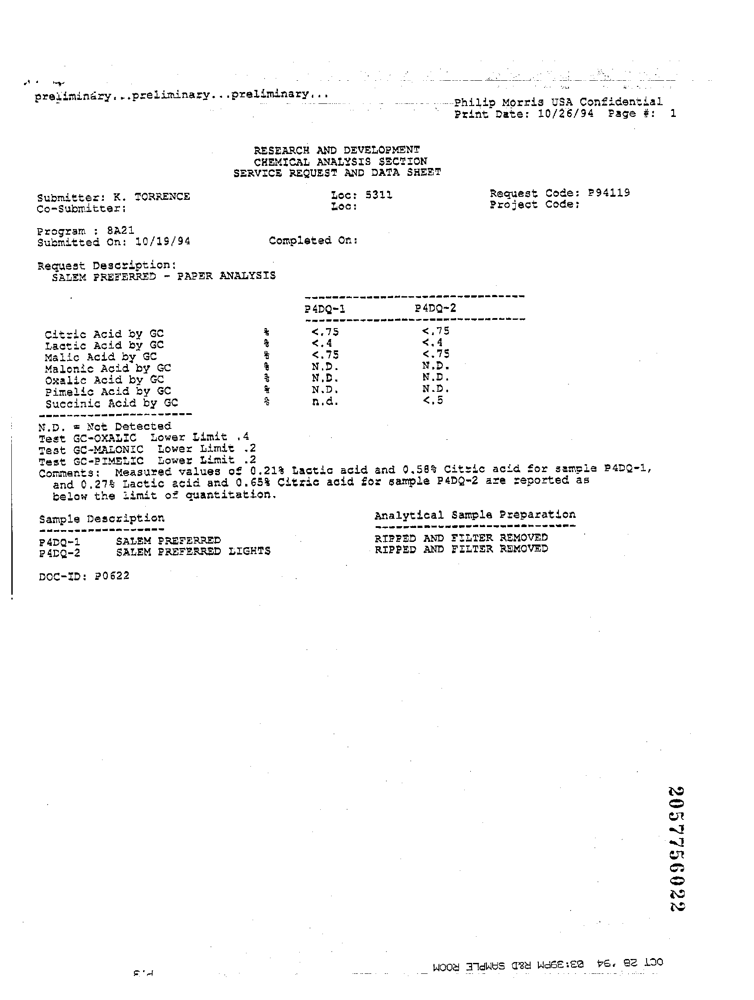 preliminary...preliminary...preliminary...
Philip Morris USA Confidential
Print Date: 10/26/94 Page #: 1
RESEARCH AND DEVELOPMENT
CHEMICAL ANALYSIS SECTION
SERVICE REQUEST AND DATA SHEET
Submitter: K. TORRENCE Loc: 5311 Request Code: P94119
Co-Submitter: Loc: Project Code:
Program : 8A21
Submitted On: 10/19/94 Completed On:
Request Description:
SALEM PREFERRED - PAPER ANALYSIS
P4DQ-1 P4DQ-2
Citric Acid by GC % <.75 <.75
Lactic Acid by GC % <.4 <.4
Malic Acid by GC % <.75 <.75
Malonic Acid by GC % N.D. N.D.
Oxalic Acid by GC % N.D. N.D.
Pimelic Acid by GC % N.D. N.D.
Succinic Acid by GC % n.d. <.5
N.D. = Not Detected
Test GC-OXALIC Lower Limit .4
Test GC-MALONIC Lower Limit .2
Test GC-PIMELIC Lower Limit .2
Comments: Measured values of 0.21% Lactic acid and 0.58% Citric acid for sample P4DQ-1,
and 0.27% Lactic acid and 0.65% Citric acid for sample P4DQ-2 are reported as
below the limit of quantitation.
Sample Description Analytical Sample Preparation
P4DQ-1 SALEM PREFERRED RIPPED AND FILTER REMOVED
P4DQ-2 SALEM PREFERRED LIGHTS RIPPED AND FILTER REMOVED
DOC-ID: P0622
2057756022
OCT 28 '94 03:39PM R&D SAMPLE ROOM
P.3